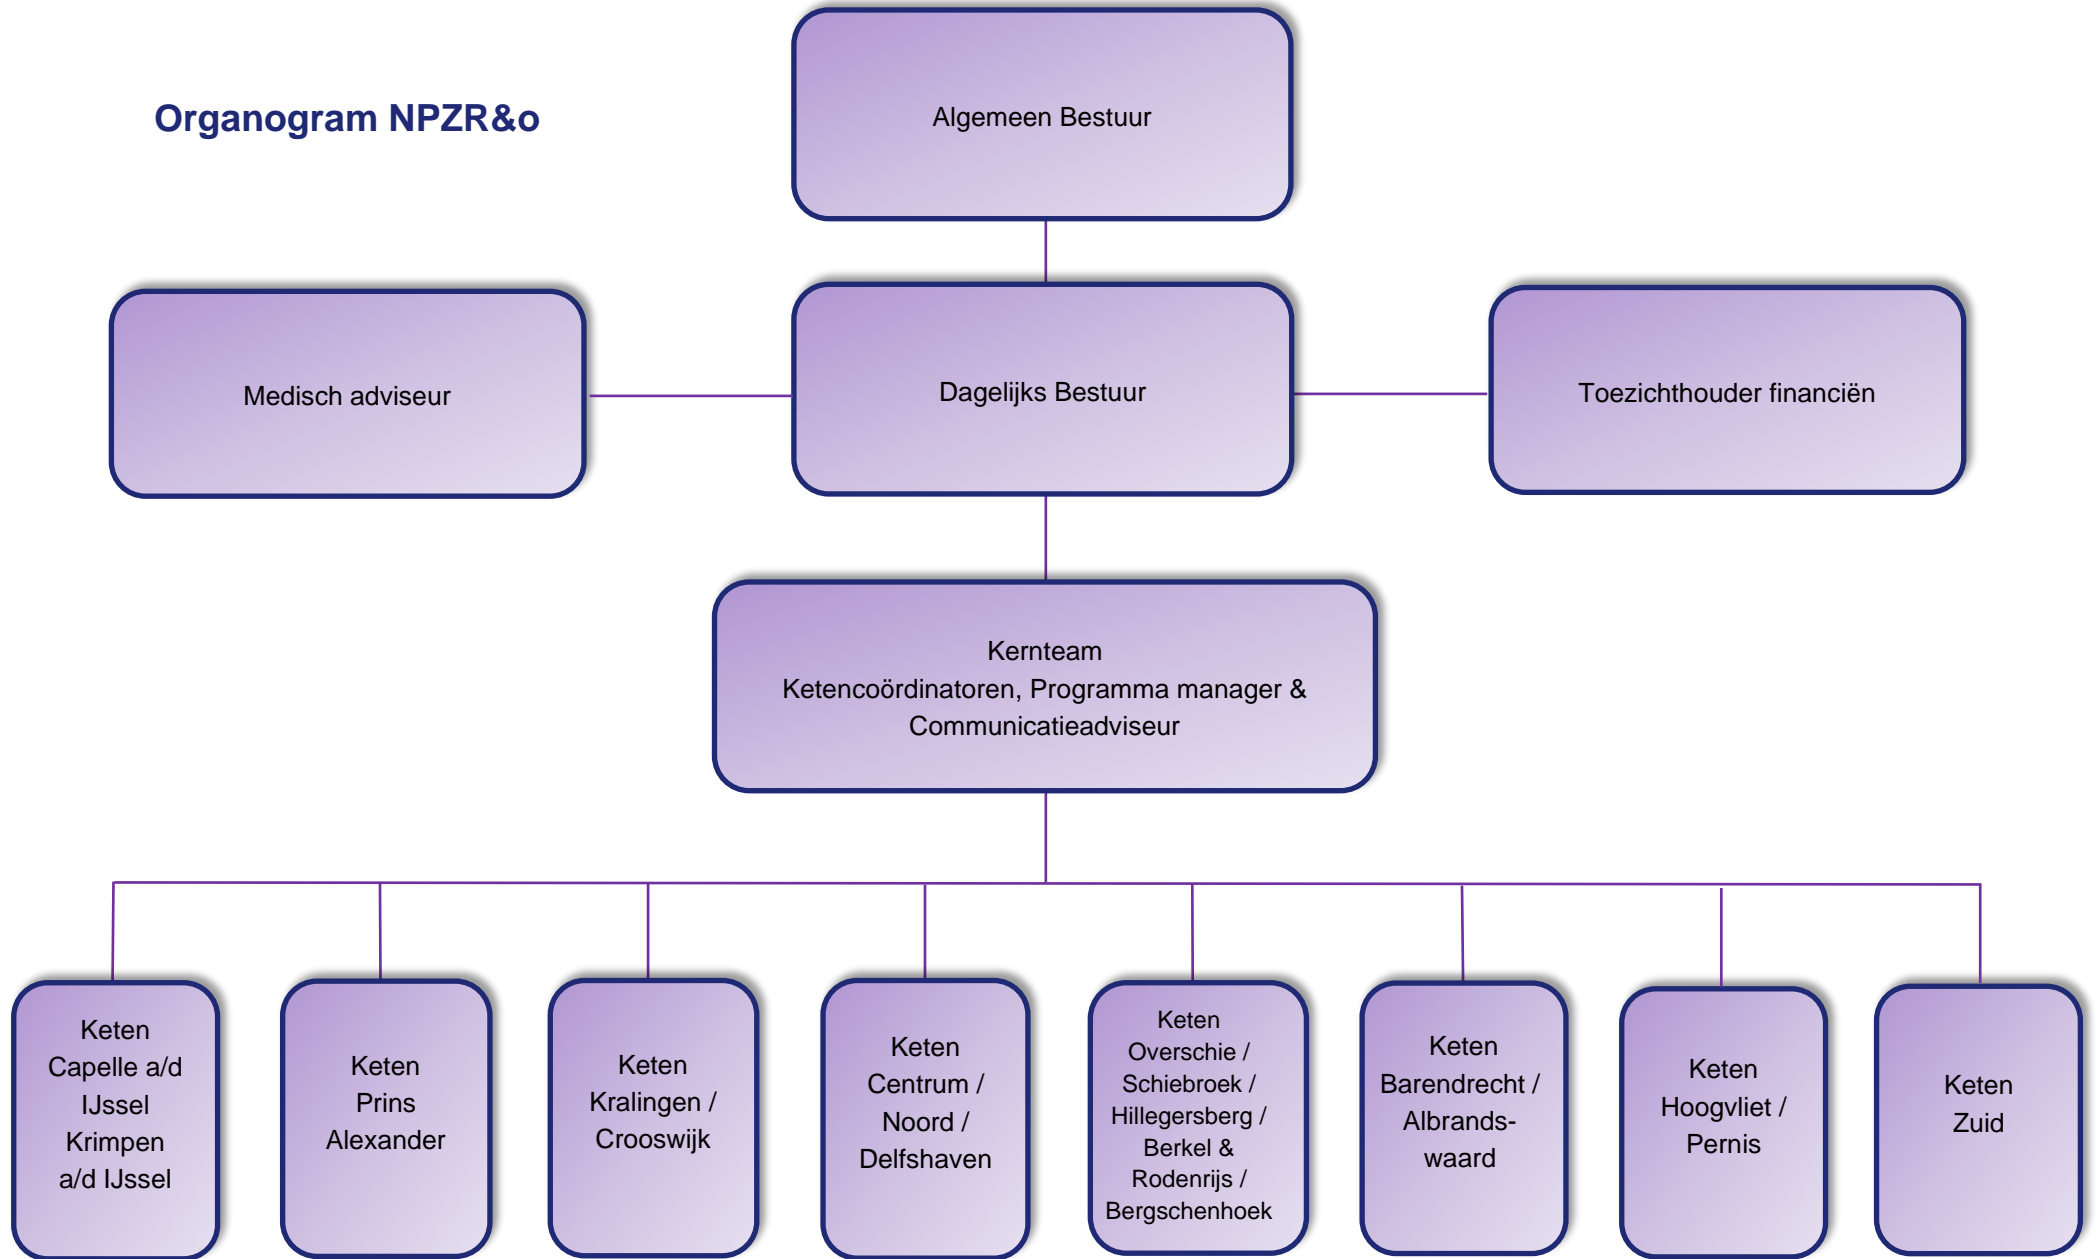 Organogram NPZR&o
Algemeen Bestuur
Medisch adviseur
Dagelijks Bestuur
Toezichthouder financiën
Kernteam
Ketencoördinatoren, Programma manager &
Communicatieadviseur
Keten
Capelle a/d
IJssel
Krimpen
a/d IJssel
Keten
Prins
Alexander
Keten
Kralingen /
Crooswijk
Keten
Centrum /
Noord /
Delfshaven
Keten
Overschie /
Schiebroek /
Hillegersberg /
Berkel &
Rodenrijs /
Bergschenhoek
Keten
Barendrecht /
Albrands-
waard
Keten
Hoogvliet /
Pernis
Keten
Zuid